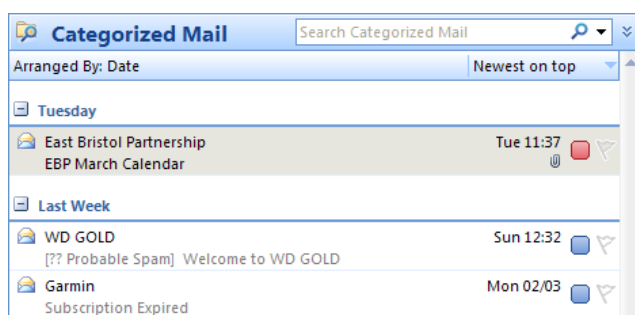 Categorized Mail Search Categorized Mail
Arranged By: Date Newest on top
Tuesday
East Bristol Partnership Tue 11:37
EBP March Calendar
Last Week
WD GOLD Sun 12:32
[?? Probable Spam] Welcome to WD GOLD
Garmin Mon 02/03
Subscription Expired